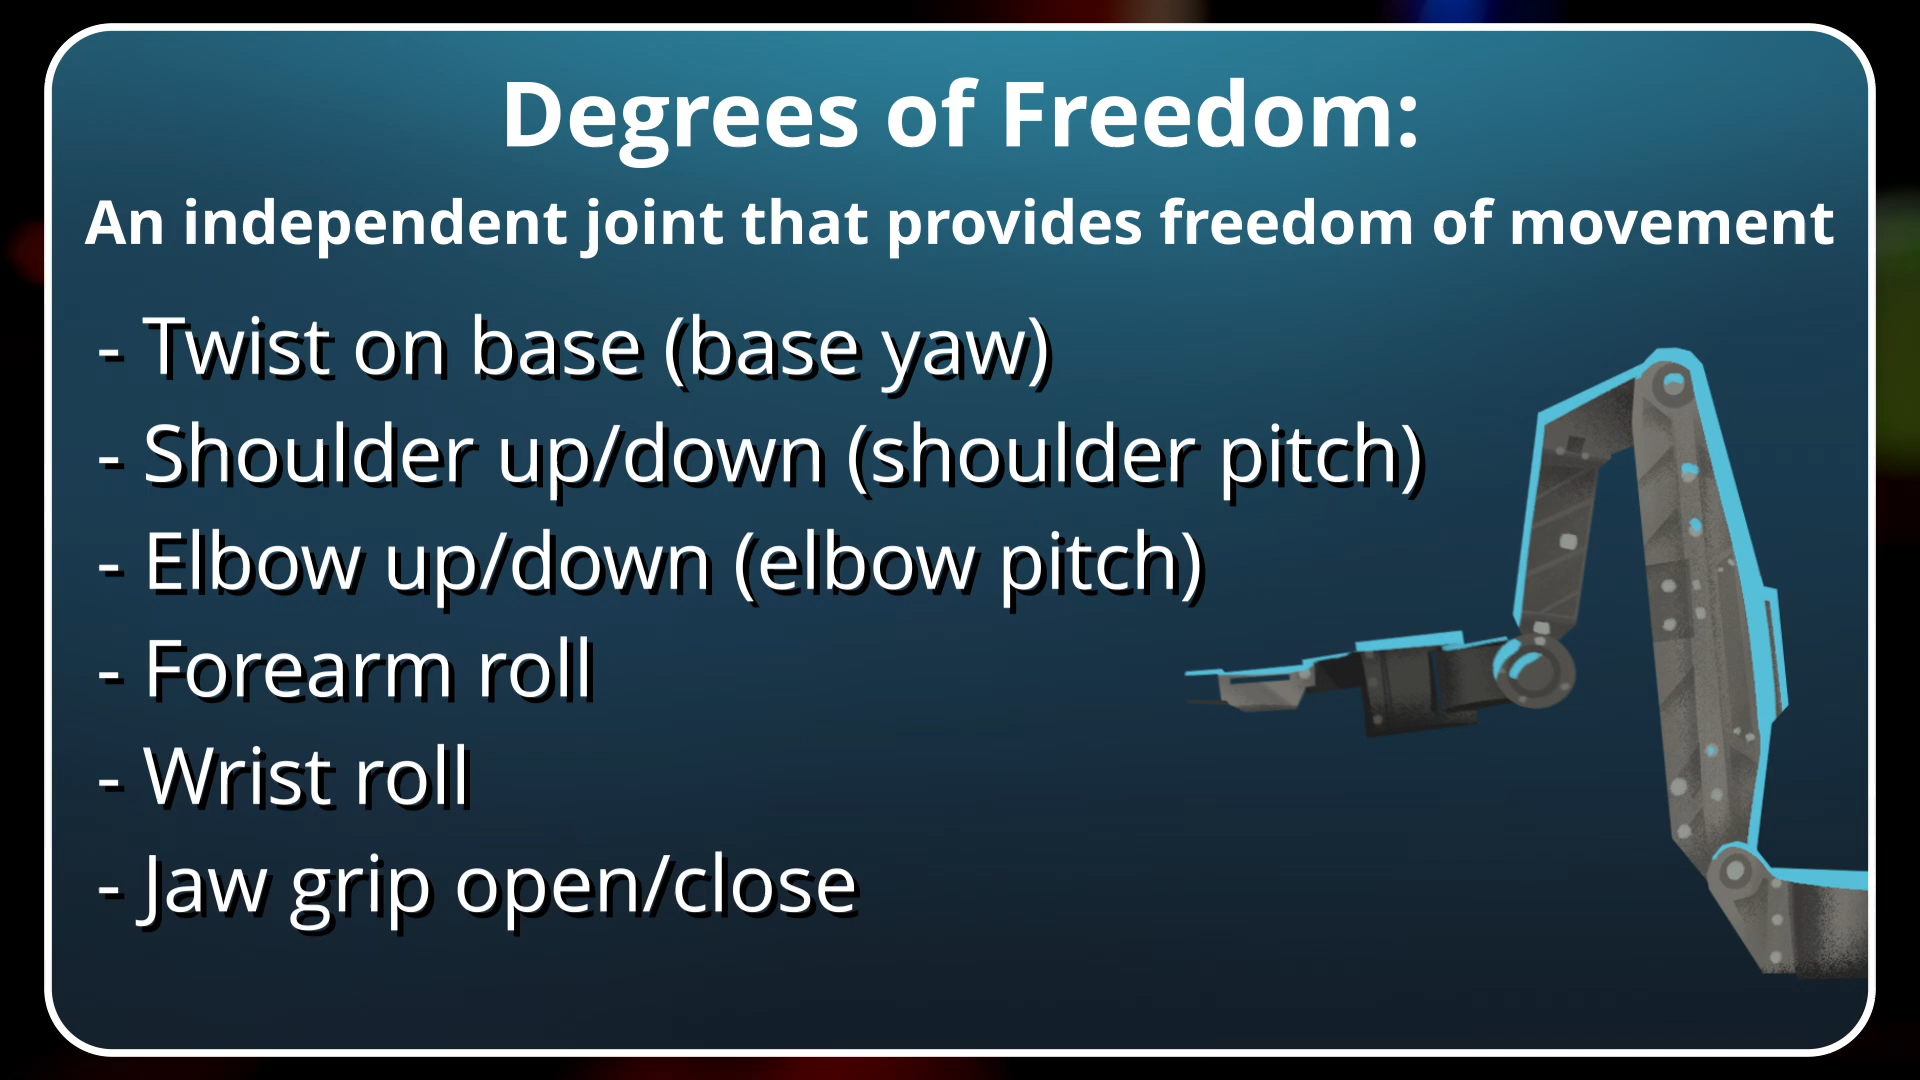 Degrees of Freedom:
An independent joint that provides freedom of movement
- Twist on base (base yaw)
- Shoulder up/down (shoulder pitch)
- Elbow up/down (elbow pitch)
- Forearm roll
- Wrist roll
- Jaw grip open/close